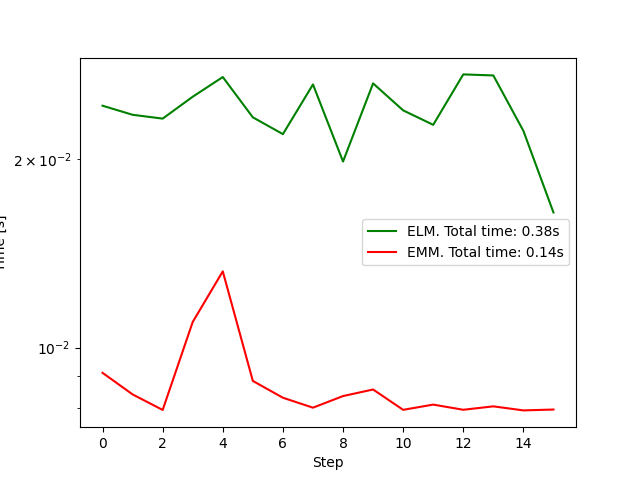 2 × 10⁻²
10⁻²
Time [s]
ELM. Total time: 0.38s
EMM. Total time: 0.14s
0 2 4 6 8 10 12 14
Step